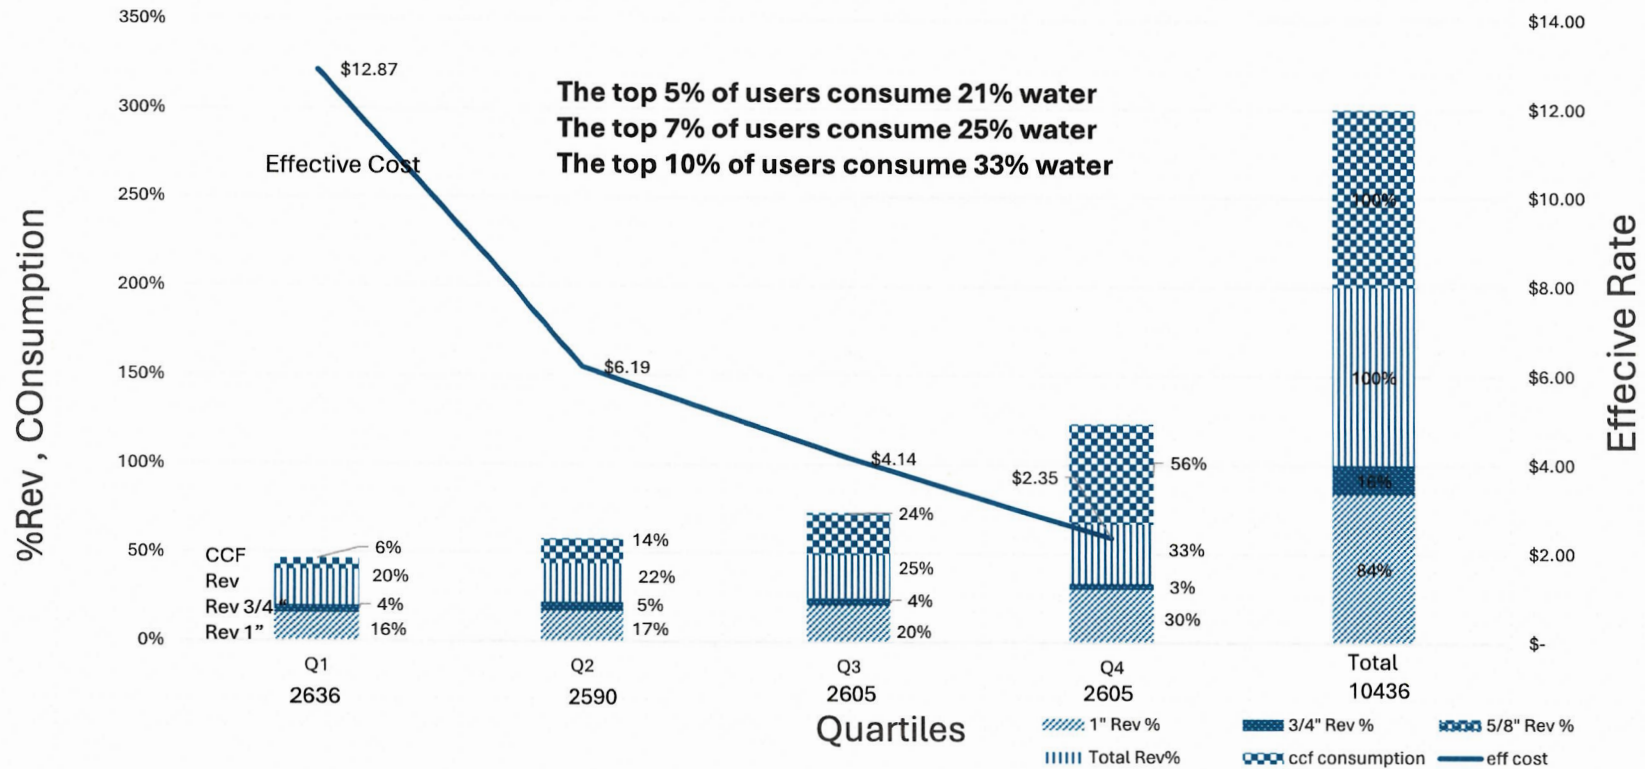 350%
300%
250%
200%
150%
100%
50%
0%
%Rev , COnsumption
$14.00
$12.00
$10.00
$8.00
$6.00
$4.00
$2.00
$-
Effecive Rate
The top 5% of users consume 21% water
The top 7% of users consume 25% water
The top 10% of users consume 33% water
Effective Cost
$12.87
$6.19
$4.14
$2.35
CCF
Rev
Rev 3/4"
Rev 1”
6%
20%
4%
16%
14%
22%
5%
17%
24%
25%
4%
20%
56%
33%
3%
30%
100%
100%
16%
84%
Q1
2636
Q2
2590
Q3
2605
Q4
2605
Total
10436
Quartiles
1" Rev %
3/4" Rev %
5/8" Rev %
Total Rev%
ccf consumption
eff cost